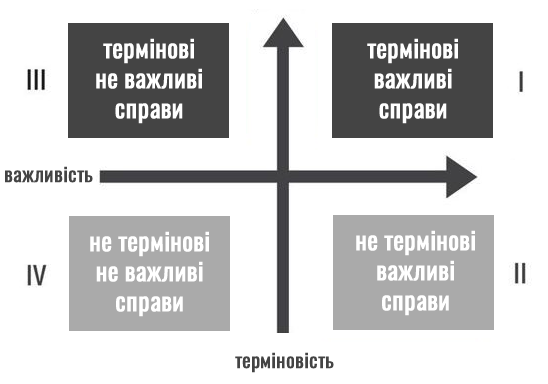 III
терміновi
не важливі
справи
термінові
важливі
справи
I
важливість
IV
не термінові
не важливі
справи
не термінові
важливі
справи
II
терміновість